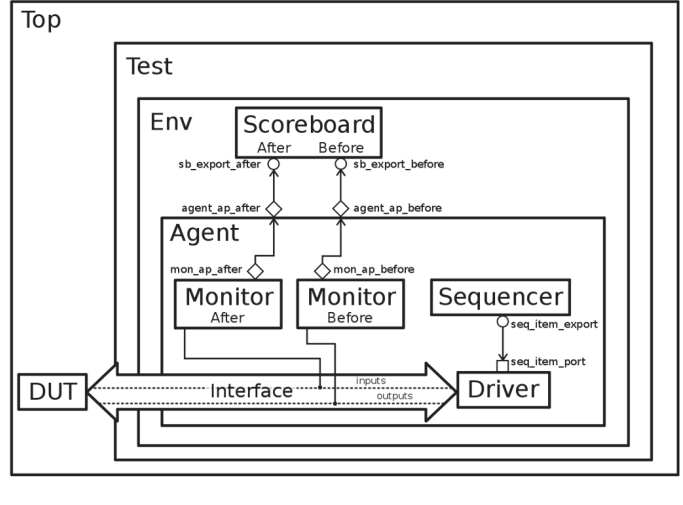 Top
Test
Env
Scoreboard
After Before
sb_export_after sb_export_before
agent_ap_after agent_ap_before
Agent
mon_ap_after mon_ap_before
Monitor Monitor Sequencer
After Before
seq_item_export
seq_item_port
DUT Interface inputs Driver
outputs